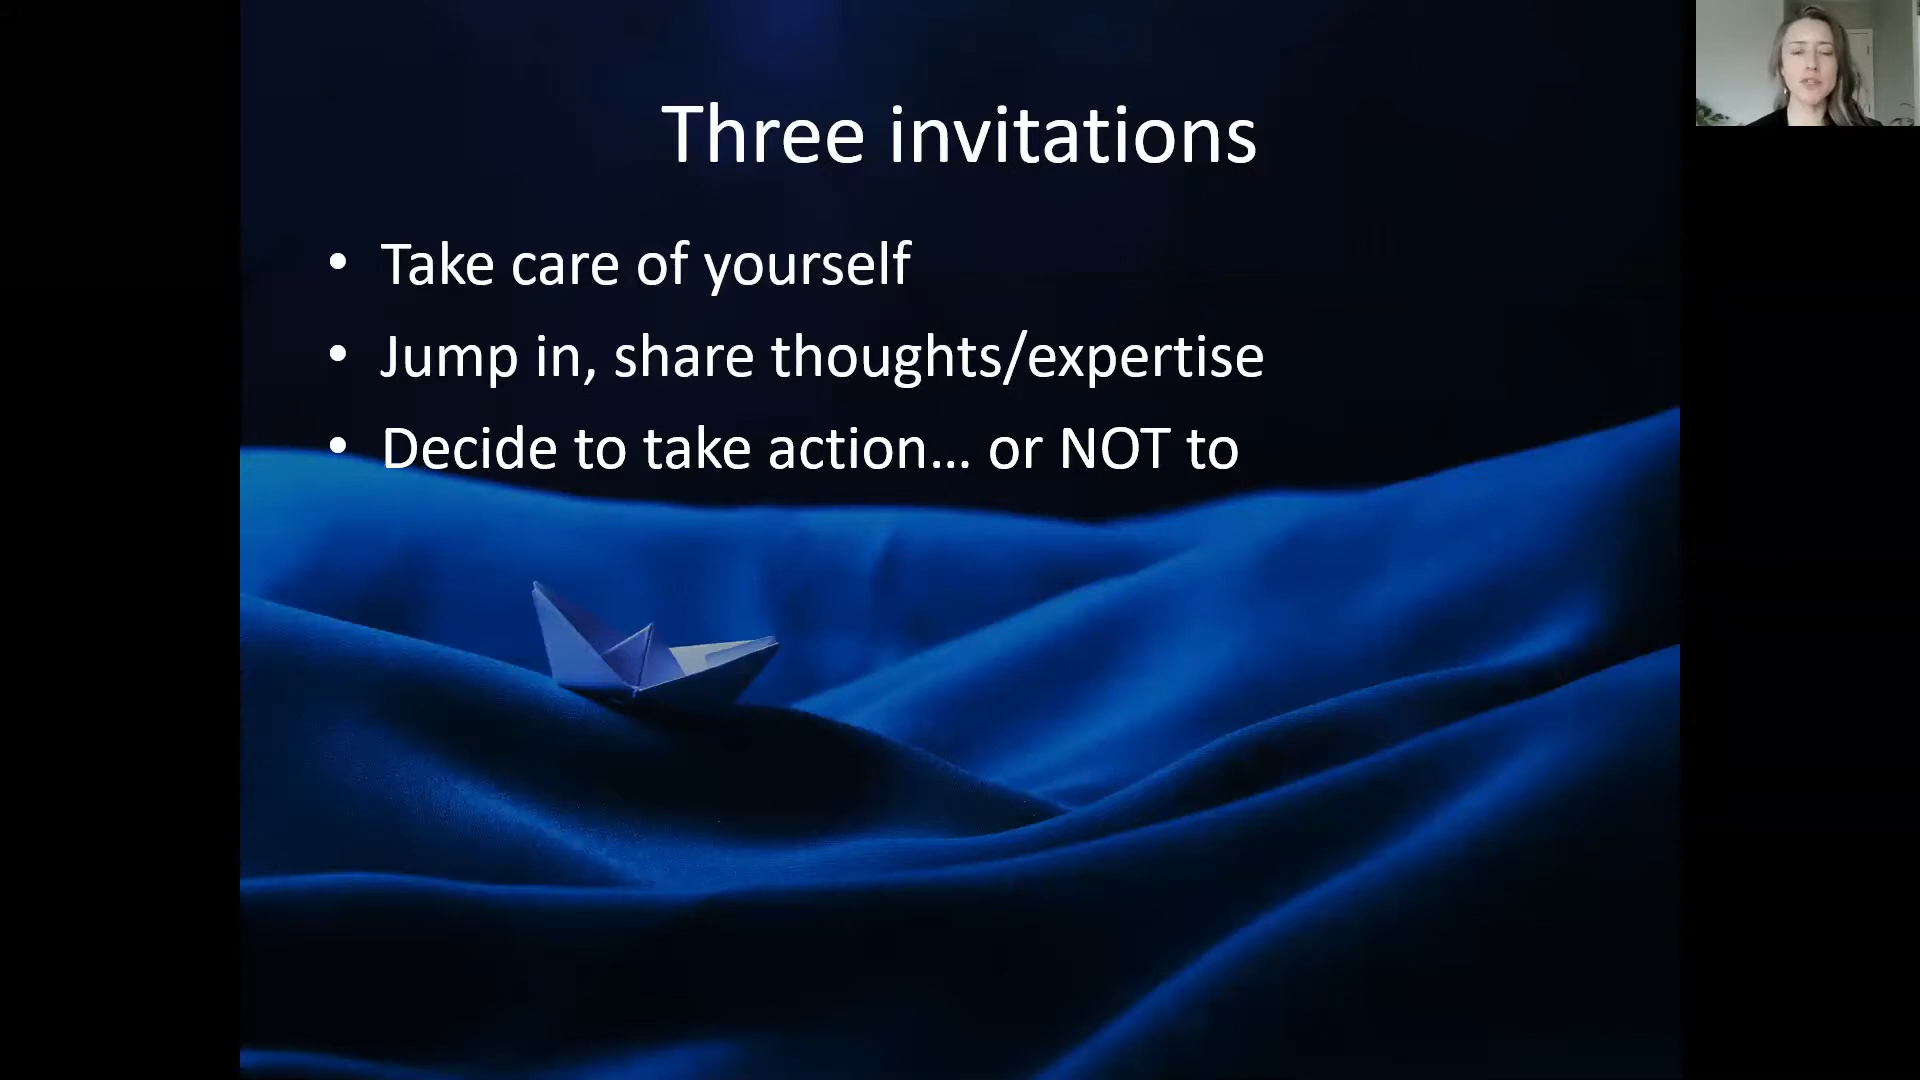 Three invitations
• Take care of yourself
• Jump in, share thoughts/expertise
• Decide to take action… or NOT to